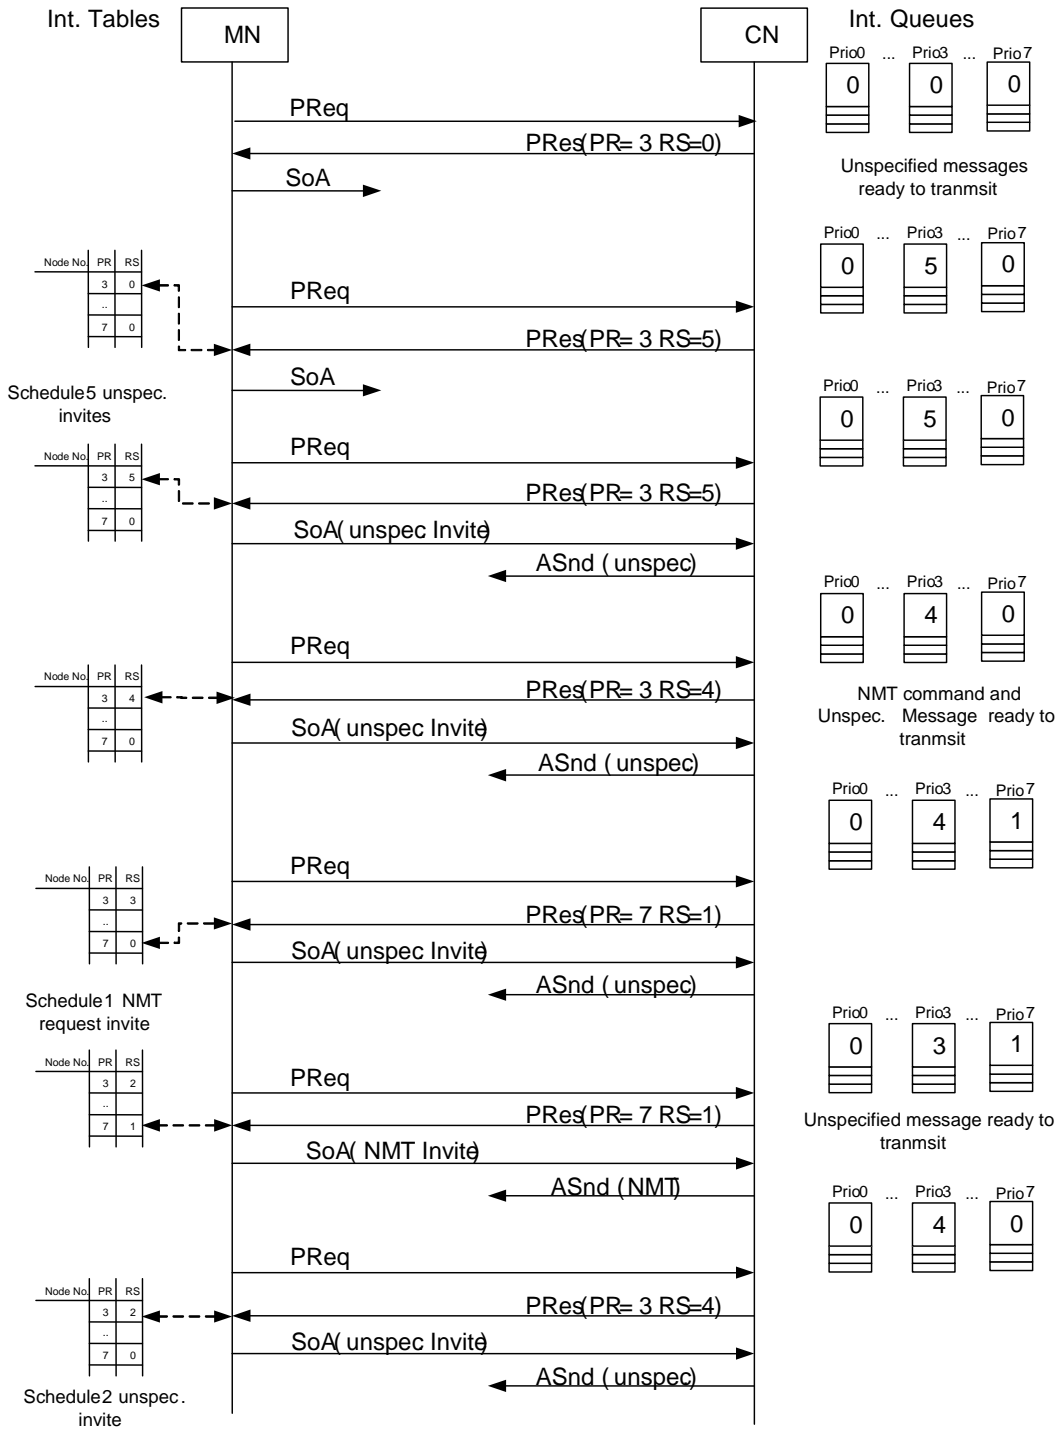 Int. Tables
MN
CN
Int. Queues
Prio0 ... Prio3 ... Prio7
0 0 0
PReq
PRes(PR= 3 RS=0)
SoA
Unspecified messages
ready to tranmsit
Prio0 ... Prio3 ... Prio7
0 5 0
Node No. PR RS
3 0
..
7 0
PReq
PRes(PR= 3 RS=5)
SoA
Schedule5 unspec.
invites
Prio0 ... Prio3 ... Prio7
0 5 0
Node No. PR RS
3 5
..
7 0
PReq
PRes(PR= 3 RS=5)
SoA( unspec. Invite)
ASnd ( unspec)
Prio0 ... Prio3 ... Prio7
0 4 0
PReq
Node No. PR RS
3 4
..
7 0
PRes(PR= 3 RS=4)
SoA( unspec Invite)
ASnd ( unspec)
NMT command and
Unspec. Message ready to
tranmsit
Prio0 ... Prio3 ... Prio7
0 4 1
PReq
Node No. PR RS
3 3
..
7 0
PRes(PR= 7 RS=1)
SoA( unspec Invite)
ASnd ( unspec)
Schedule1 NMT
request invite
Prio0 ... Prio3 ... Prio7
0 3 1
Node No. PR RS
3 2
..
7 1
PReq
PRes(PR= 7 RS=1)
SoA( NMT Invite)
ASnd (NMT)
Unspecified message ready to
tranmsit
Prio0 ... Prio3 ... Prio7
0 4 0
PReq
Node No. PR RS
3 2
..
7 0
PRes(PR= 3 RS=4)
SoA( unspec Invite)
ASnd ( unspec)
Schedule2 unspec.
invite